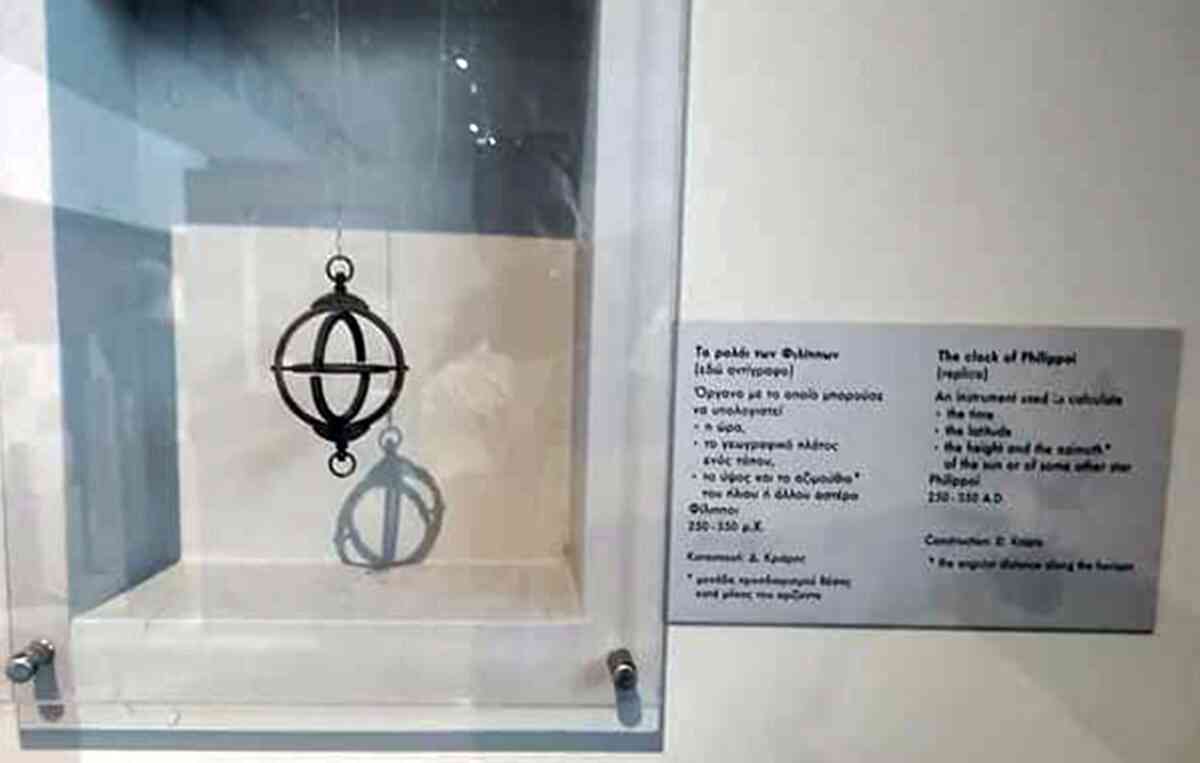 Το ρολόι των Φιλίππων
(εδώ αντίγραφο)
Όργανο με το οποίο μπορούσε
να υπολογιστεί
• η ώρα,
• το γεωγραφικό πλάτος
ενός τόπου,
• το ύψος και το αζιμούθιο*
του ήλιου ή άλλου αστέρα
Φίλιπποι
250-350 μ.Χ.
Κατασκευή: Δ.
* μονάδα προσδιορισμού θέσης
κατά μήκος του ορίζοντα
The clock of Philippoi
(replica)
An instrument used to calculate
• the time
• the latitude
• the height and the azimuth*
of the sun or of some other star
Philippoi
250-350 A.D.
Construction: D.
* the angular distance along the horizon